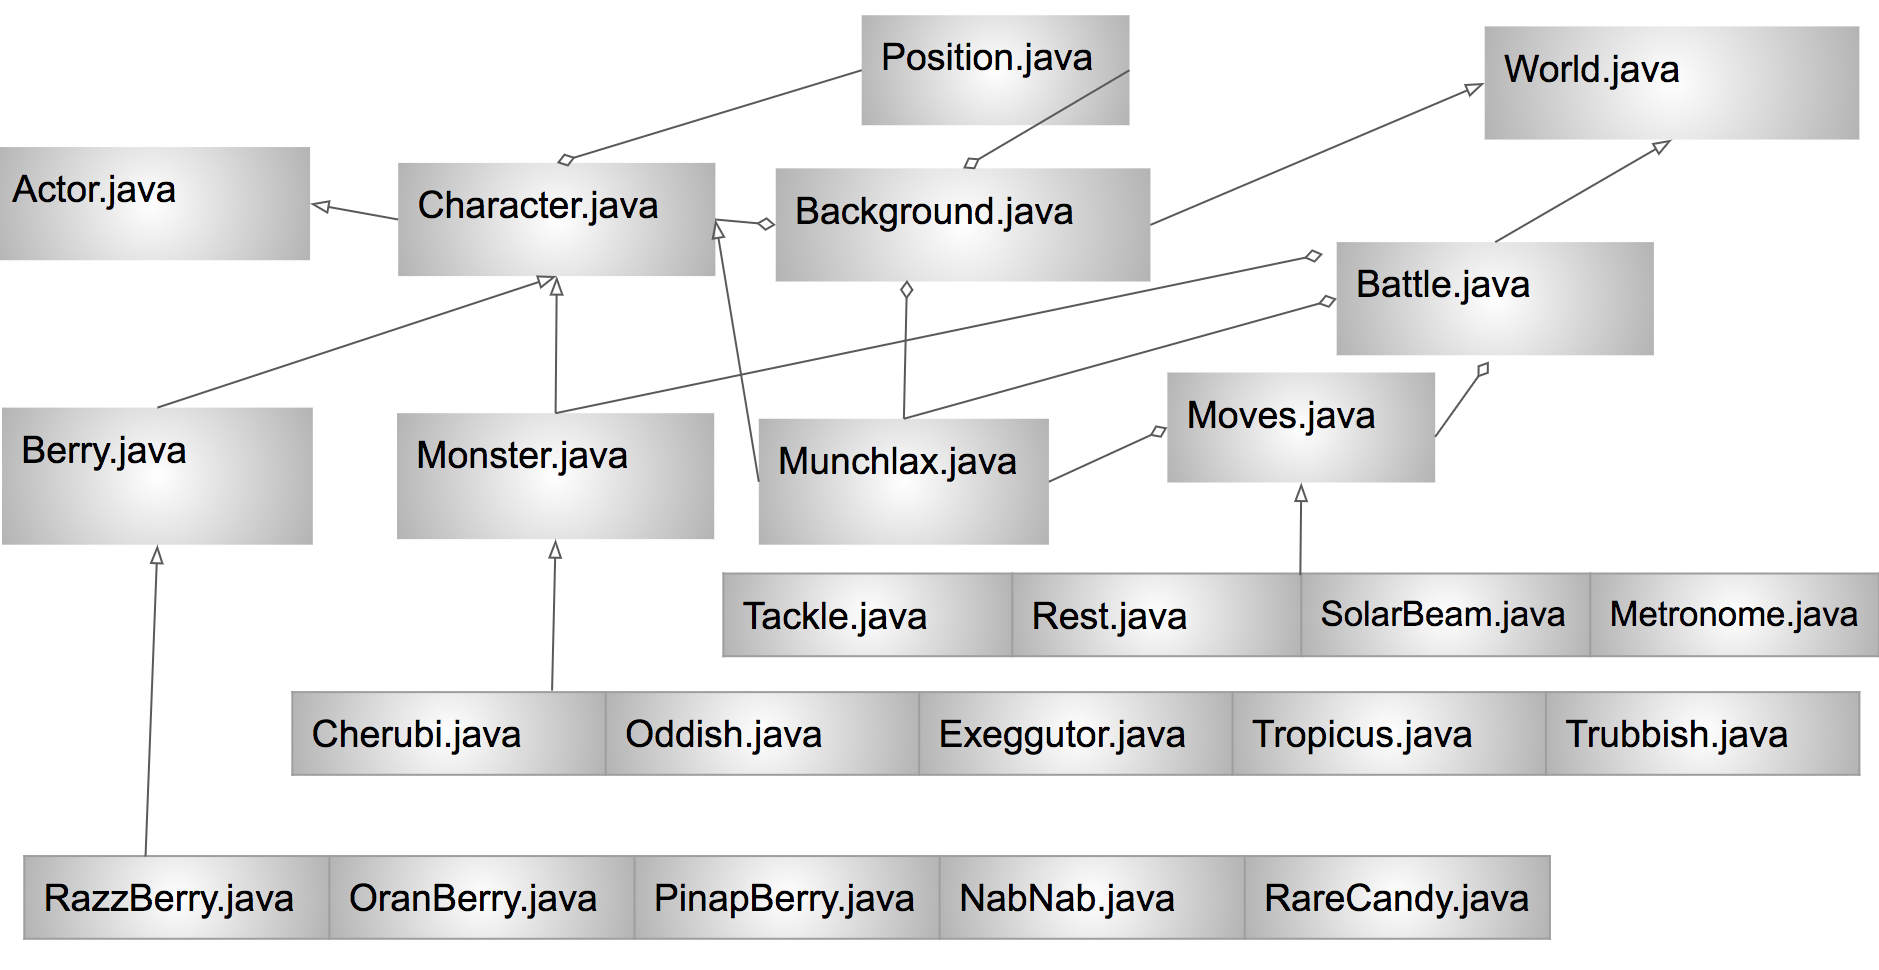 Position.java
World.java
Actor.java
Character.java
Background.java
Battle.java
Berry.java
Monster.java
Munchlax.java
Moves.java
Tackle.java
Rest.java
SolarBeam.java
Metronome.java
Cherubi.java
Oddish.java
Exeggutor.java
Tropicus.java
Trubbish.java
RazzBerry.java
OranBerry.java
PinapBerry.java
NabNab.java
RareCandy.java